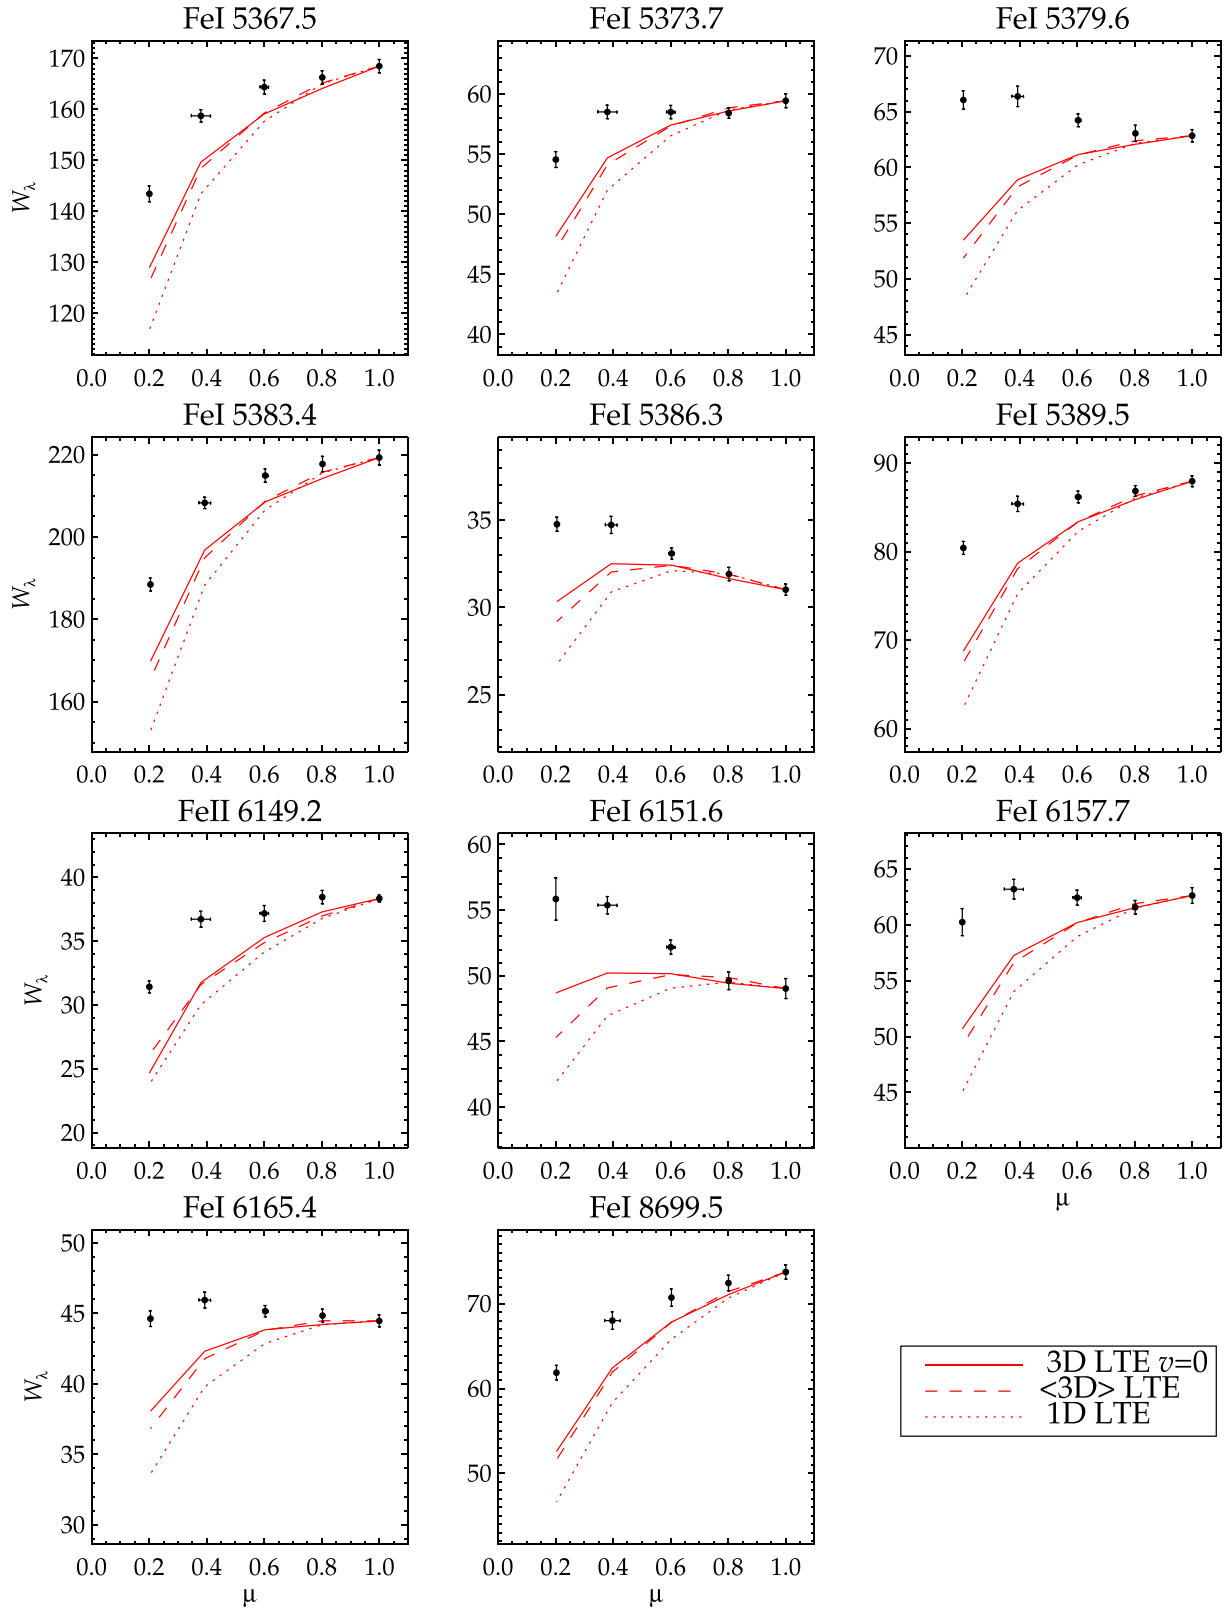 FeI 5367.5
FeI 5373.7
FeI 5379.6
170
160
150
140
130
120
Wλ
0.0 0.2 0.4 0.6 0.8 1.0
60
55
50
45
40
0.0 0.2 0.4 0.6 0.8 1.0
70
65
60
55
50
45
0.0 0.2 0.4 0.6 0.8 1.0
FeI 5383.4
FeI 5386.3
FeI 5389.5
220
200
180
160
Wλ
0.0 0.2 0.4 0.6 0.8 1.0
35
30
25
0.0 0.2 0.4 0.6 0.8 1.0
90
80
70
60
0.0 0.2 0.4 0.6 0.8 1.0
FeII 6149.2
FeI 6151.6
FeI 6157.7
40
35
30
25
20
Wλ
0.0 0.2 0.4 0.6 0.8 1.0
60
55
50
45
40
0.0 0.2 0.4 0.6 0.8 1.0
65
60
55
50
45
0.0 0.2 0.4 0.6 0.8 1.0
μ
FeI 6165.4
FeI 8699.5
50
45
40
35
30
Wλ
0.0 0.2 0.4 0.6 0.8 1.0
μ
70
60
50
0.0 0.2 0.4 0.6 0.8 1.0
μ
3D LTE v=0
<3D> LTE
1D LTE